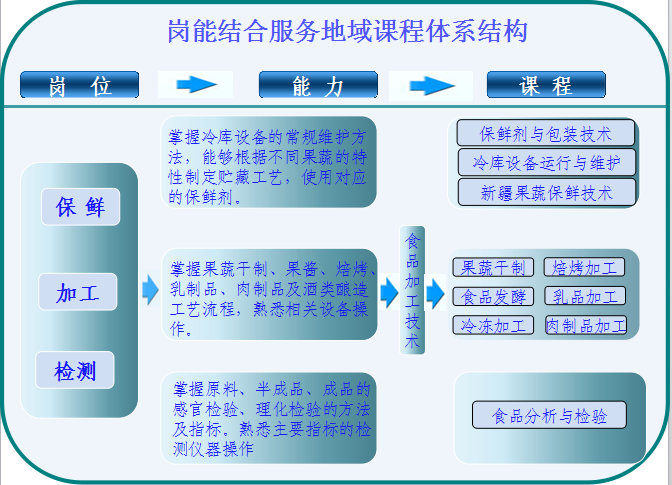 岗能结合服务地域课程体系结构
岗 位
能 力
课 程
保 鲜
加工
检测
掌握冷库设备的常规维护方
法，能够根据不同果蔬的特
性制定贮藏工艺，使用对应
的保鲜剂。
掌握果蔬干制、果酱、焙烤、
乳制品、肉制品及酒类酿造
工艺流程，熟悉相关设备操
作。
掌握原料、半成品、成品的
感官检验、理化检验的方法
及指标。熟悉主要指标的检
测仪器操作
食品加工技术
保鲜剂与包装技术
冷库设备运行与维护
新疆果蔬保鲜技术
果蔬干制
焙烤加工
食品发酵
乳品加工
冷冻加工
肉制品加工
食品分析与检验